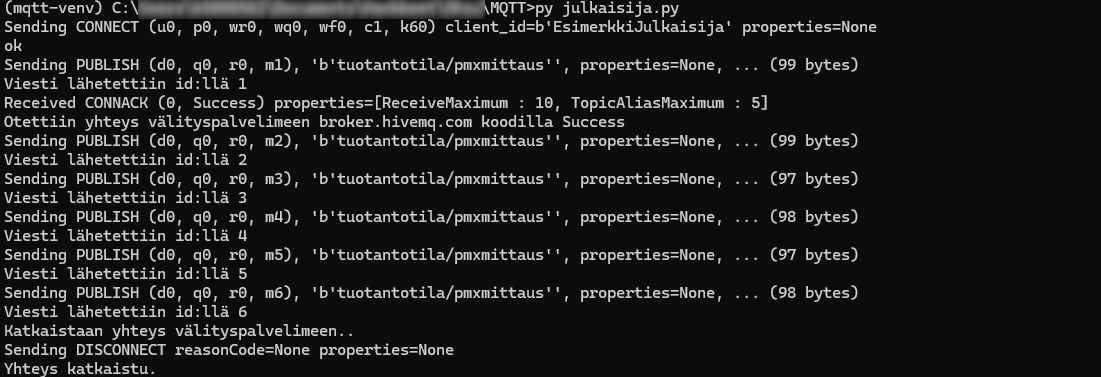 (mqtt-venv) C:\ \MQTT>py julkaisija.py
Sending CONNECT (u0, p0, wr0, wq0, wf0, c1, k60) client_id=b'EsimerkkiJulkaisija' properties=None
ok
Sending PUBLISH (d0, q0, r0, m1), 'b'tuotantotila/pmxmittaus'', properties=None, ... (99 bytes)
Viesti lähetettiin id:llä 1
Received CONNACK (0, Success) properties=[ReceiveMaximum : 10, TopicAliasMaximum : 5]
Otettiin yhteys välityspalvelimeen broker.hivemq.com koodilla Success
Sending PUBLISH (d0, q0, r0, m2), 'b'tuotantotila/pmxmittaus'', properties=None, ... (99 bytes)
Viesti lähetettiin id:llä 2
Sending PUBLISH (d0, q0, r0, m3), 'b'tuotantotila/pmxmittaus'', properties=None, ... (97 bytes)
Viesti lähetettiin id:llä 3
Sending PUBLISH (d0, q0, r0, m4), 'b'tuotantotila/pmxmittaus'', properties=None, ... (98 bytes)
Viesti lähetettiin id:llä 4
Sending PUBLISH (d0, q0, r0, m5), 'b'tuotantotila/pmxmittaus'', properties=None, ... (97 bytes)
Viesti lähetettiin id:llä 5
Sending PUBLISH (d0, q0, r0, m6), 'b'tuotantotila/pmxmittaus'', properties=None, ... (98 bytes)
Viesti lähetettiin id:llä 6
Katkaistaan yhteys välityspalvelimeen..
Sending DISCONNECT reasonCode=None properties=None
Yhteys katkaistu.